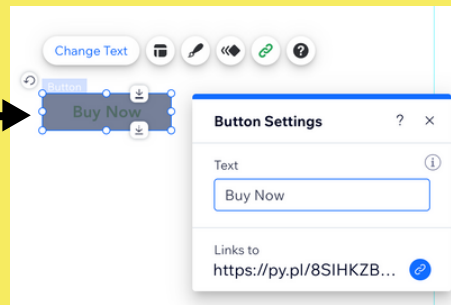 Change Text
Button
Buy Now
Button Settings ? ×
Text
Buy Now
Links to
https://py.pl/8SIHKZB...